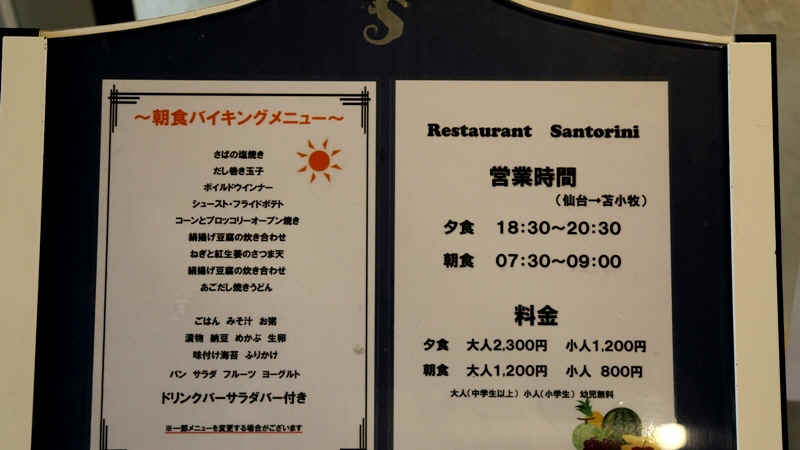 S
～朝食バイキングメニュー～
さばの塩焼き
だし巻き玉子
ボイルドウインナー
シュースト・フライドポテト
コーンとブロッコリーオーブン焼き
絹揚げ豆腐の炊き合わせ
ねぎと紅生姜のさつま天
絹揚げ豆腐の炊き合わせ
あごだし焼きうどん
ごはん みそ汁 お粥
漬物 納豆 めかぶ 生卵
味付け海苔 ふりかけ
パン サラダ フルーツ ヨーグルト
ドリンクバーサラダバー付き
※一部メニューを変更する場合がございます
Restaurant Santorini
営業時間
（仙台→苫小牧）
夕食 18:30～20:30
朝食 07:30～09:00
料金
夕食 大人2,300円 小人1,200円
朝食 大人1,200円 小人 800円
大人（中学生以上） 小人（小学生） 幼児無料